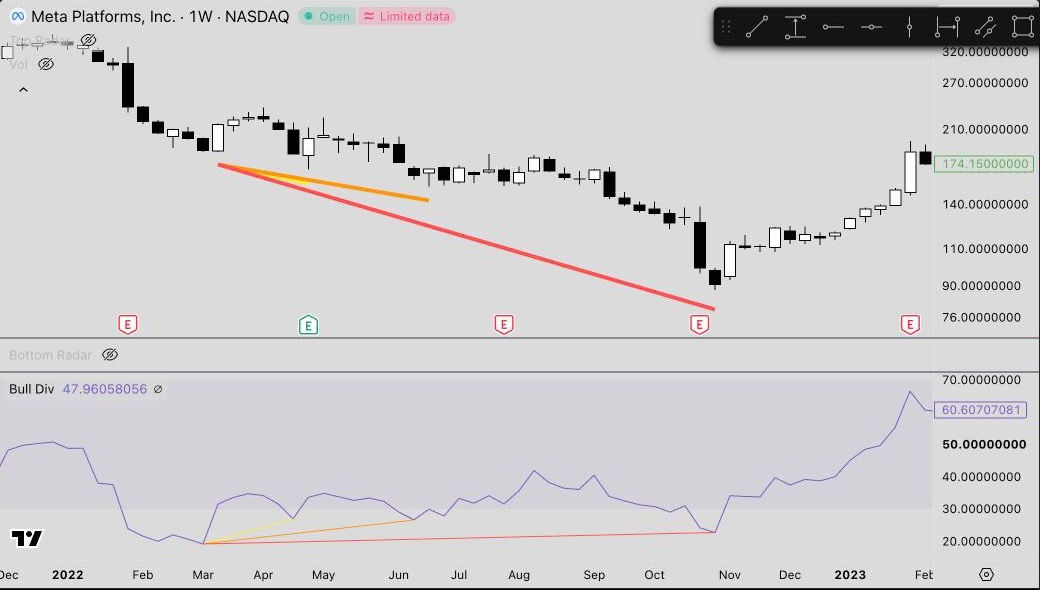 Meta Platforms, Inc. · 1W · NASDAQ Open ≈ Limited data
Top Radar
Vol
320.00000000
270.00000000
210.00000000
174.15000000
140.00000000
110.00000000
90.00000000
76.00000000
E E E E E
Bottom Radar
Bull Div 47.96058056 ∅
70.00000000
60.60707081
50.00000000
40.00000000
30.00000000
20.00000000
Dec 2022 Feb Mar Apr May Jun Jul Aug Sep Oct Nov Dec 2023 Feb